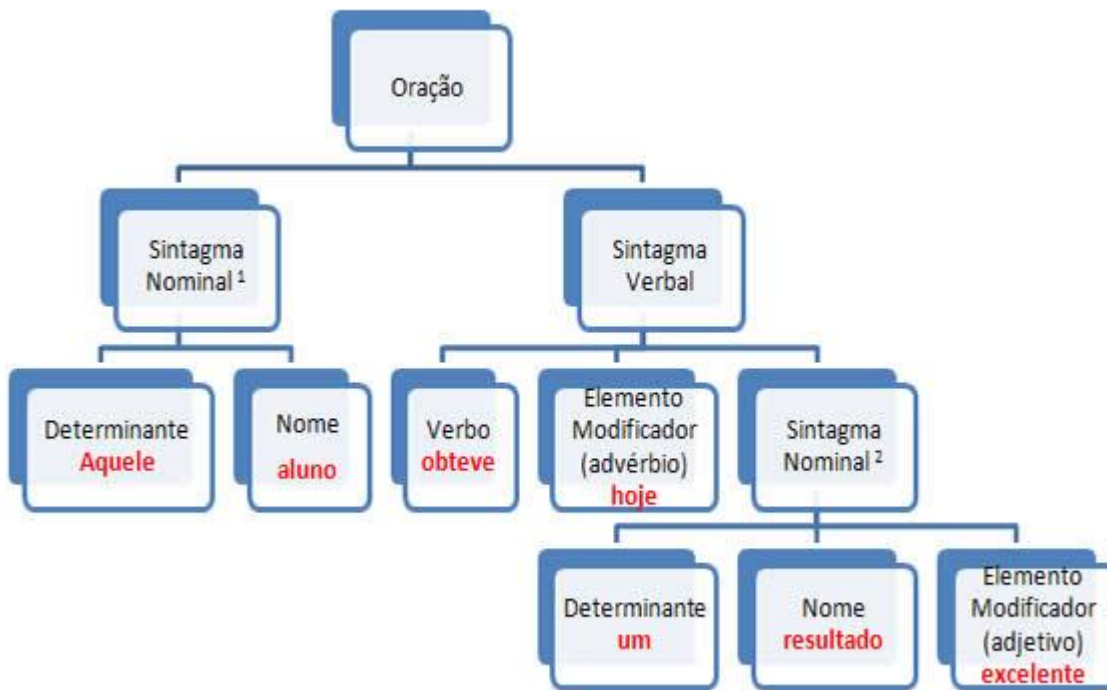 Oração
Sintagma
Nominal ¹
Sintagma
Verbal
Determinante
Aquele
Nome
aluno
Verbo
obteve
Elemento
Modificador
(advérbio)
hoje
Sintagma
Nominal ²
Determinante
um
Nome
resultado
Elemento
Modificador
(adjetivo)
excelente